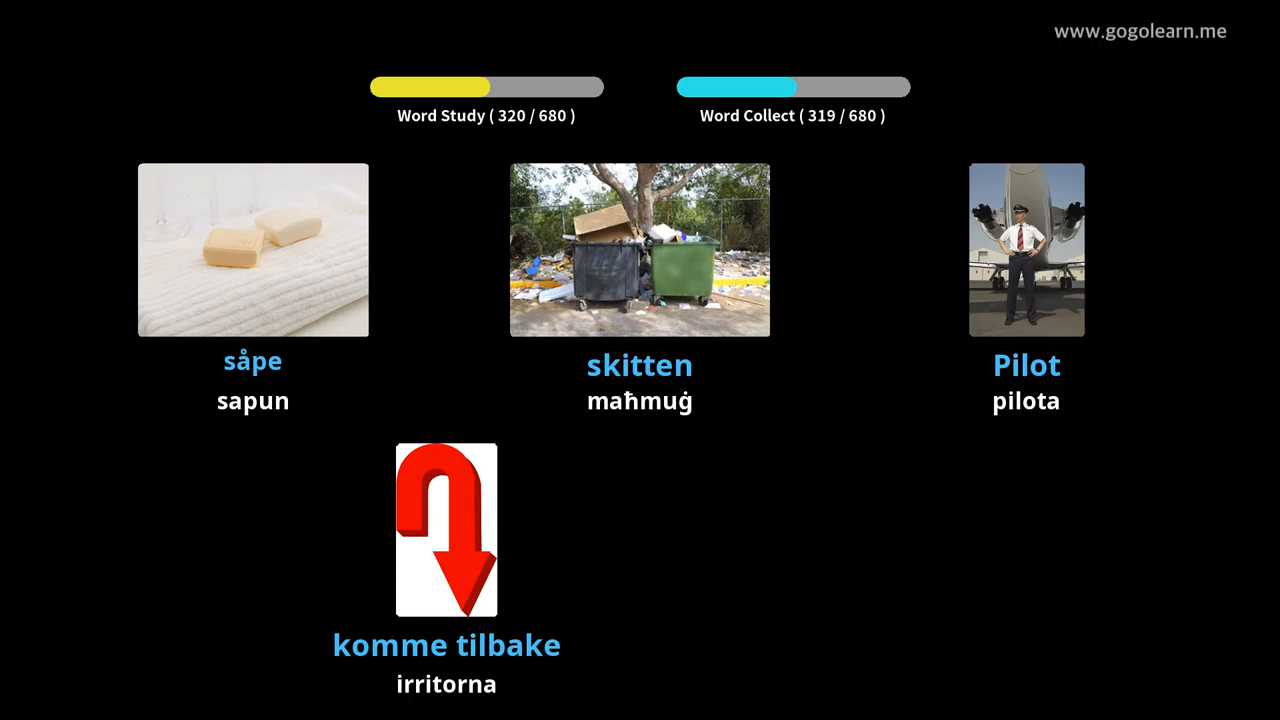 www.gogolearn.me
Word Study ( 320 / 680 )
Word Collect ( 319 / 680 )
såpe
sapun
skitten
maħmuġ
Pilot
pilota
komme tilbake
irritorna